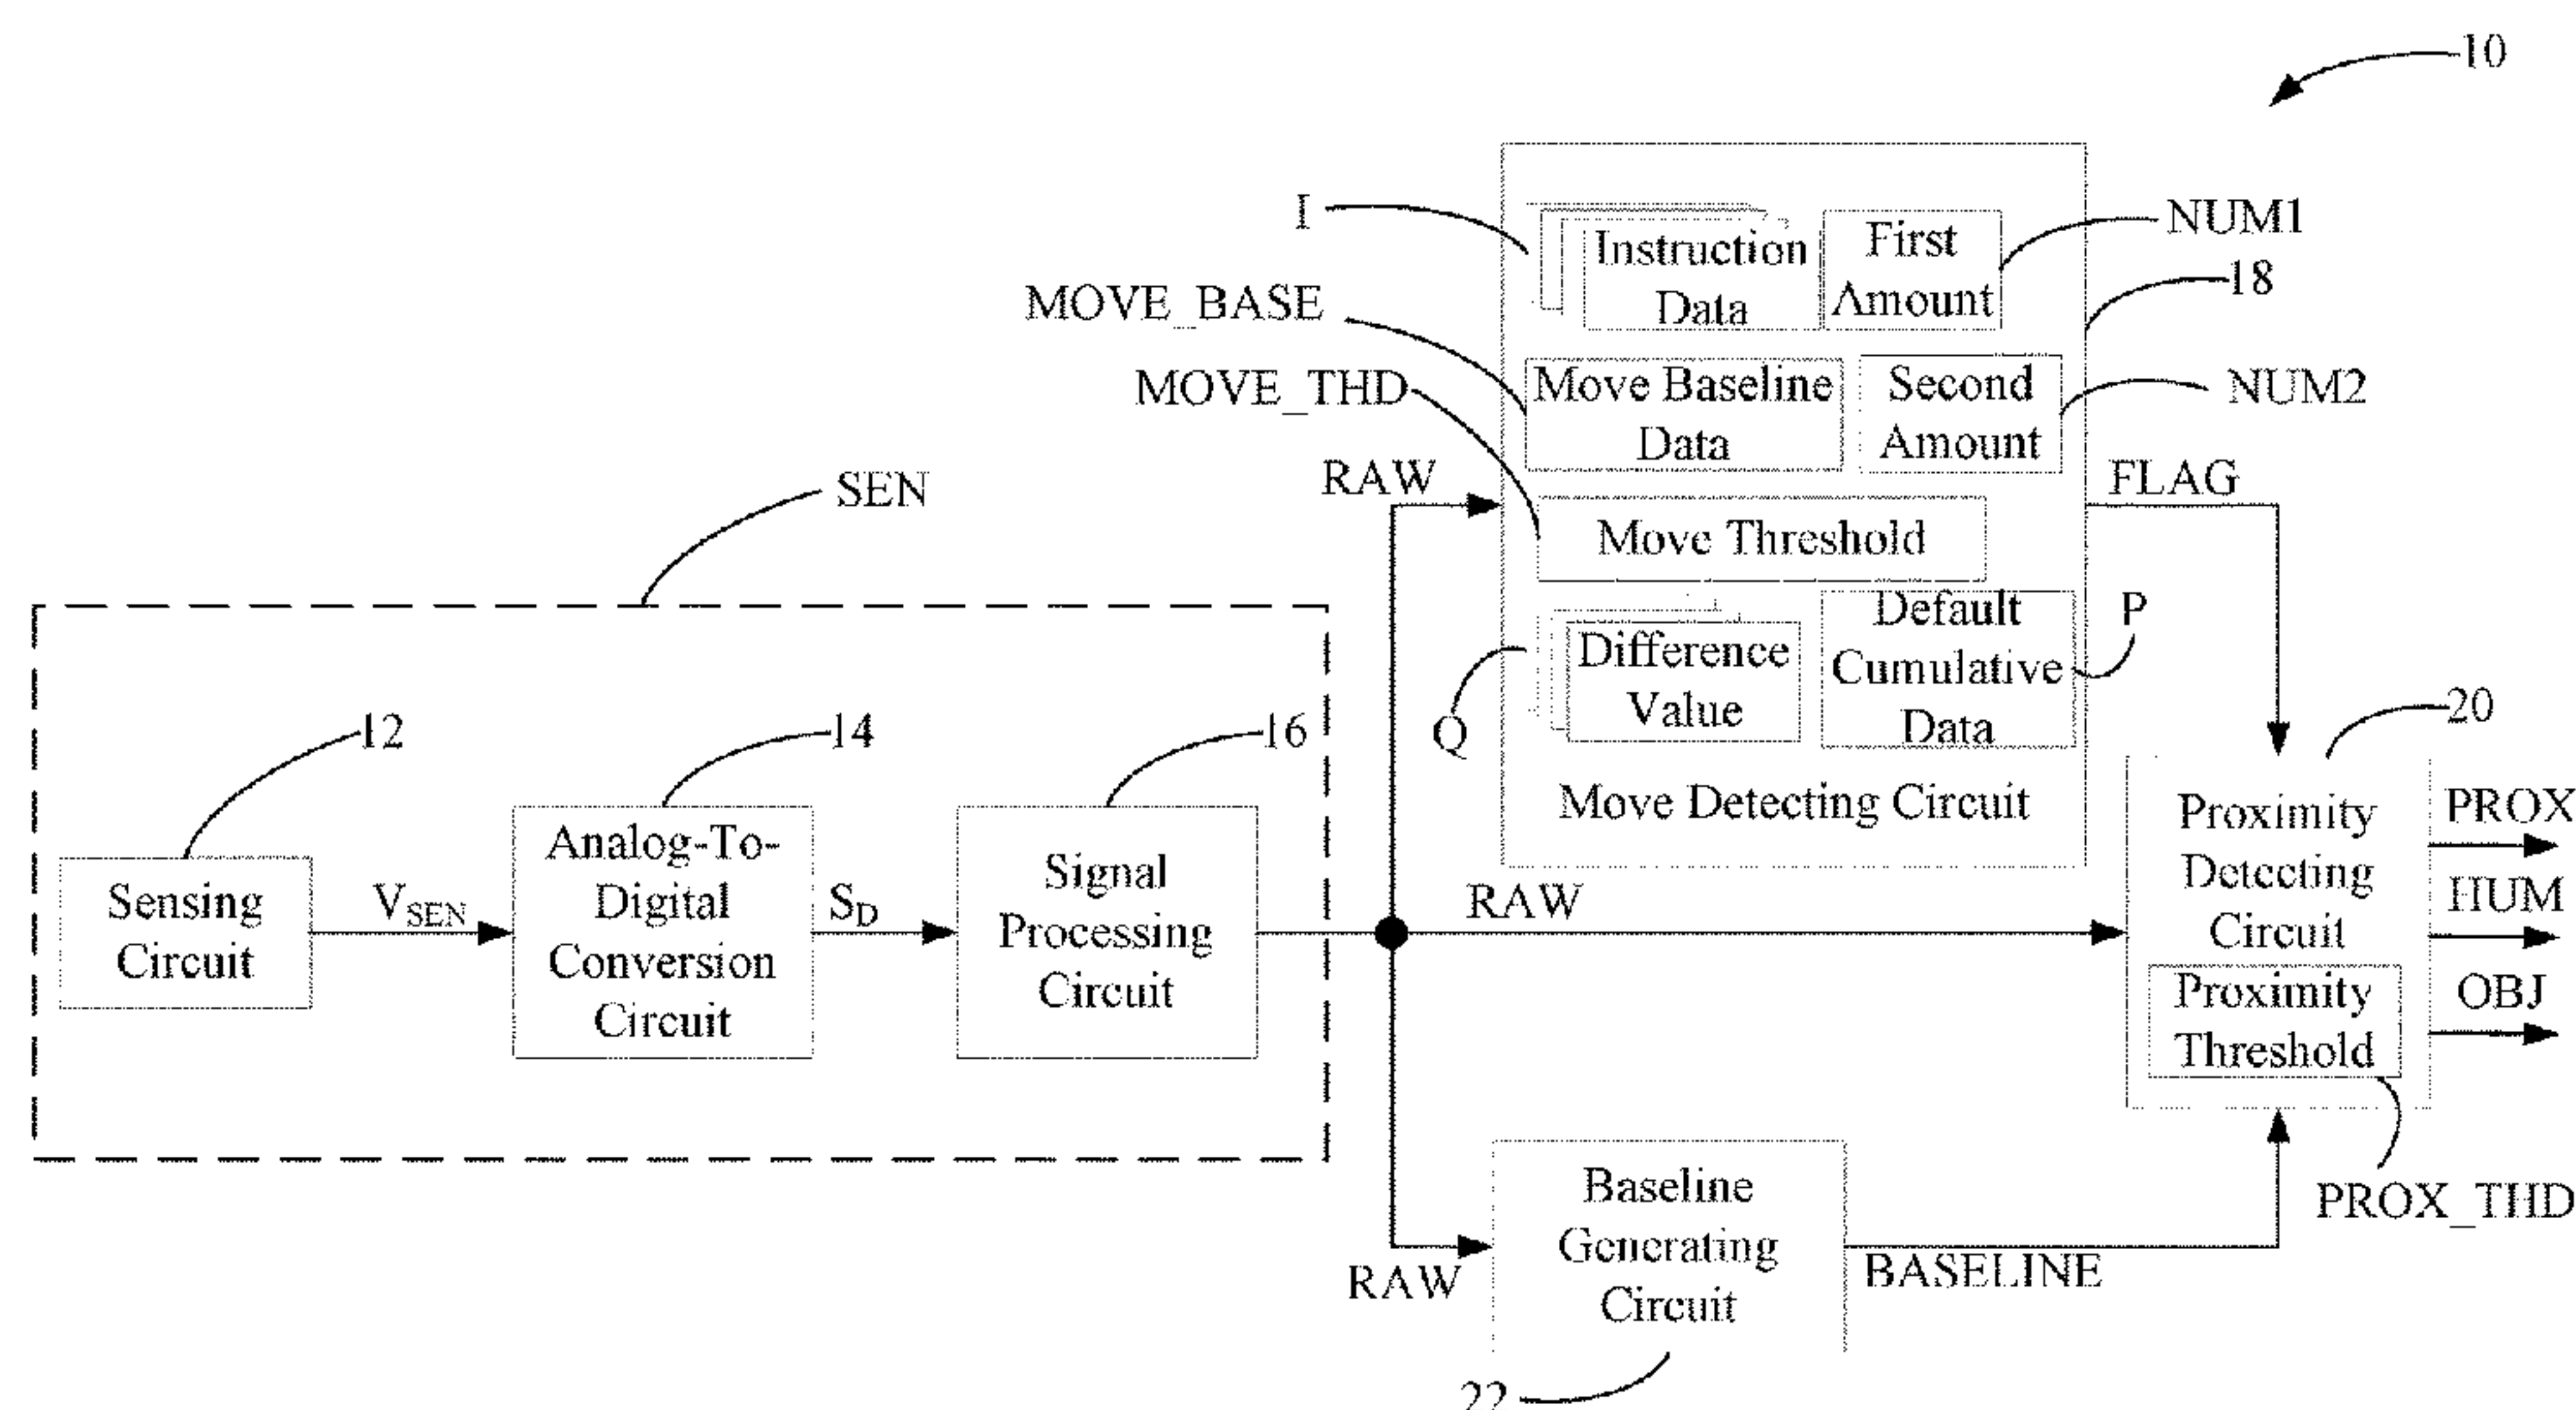 10
I
Instruction
Data
First
Amount
NUM1
18
MOVE_BASE
Move Baseline
Data
Second
Amount
NUM2
MOVE_THD
SEN
RAW
Move Threshold
FLAG
Q
Difference
Value
Default
Cumulative
Data
P
Move Detecting Circuit
20
12
14
16
Sensing
Circuit
VSEN
Analog-To-
Digital
Conversion
Circuit
SD
Signal
Processing
Circuit
RAW
Proximity
Detecting
Circuit
Proximity
Threshold
PROX
HUM
OBJ
PROX_THD
RAW
Baseline
Generating
Circuit
BASELINE
22